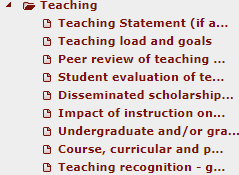 Teaching
Teaching Statement (if a...
Teaching load and goals
Peer review of teaching ...
Student evaluation of te...
Disseminated scholarship...
Impact of instruction on...
Undergraduate and/or gra...
Course, curricular and p...
Teaching recognition - g...